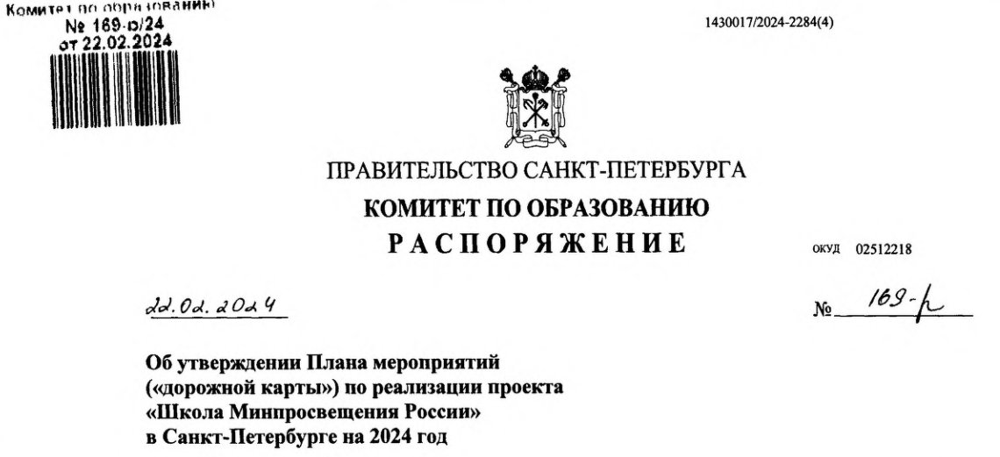 Комитет по образованию
№ 169-р/24
от 22.02.2024
1430017/2024-2284(4)
ПРАВИТЕЛЬСТВО САНКТ-ПЕТЕРБУРГА
КОМИТЕТ ПО ОБРАЗОВАНИЮ
РАСПОРЯЖЕНИЕ
ОКУД 02512218
22.02.2024
№ 169-р
Об утверждении Плана мероприятий
(«дорожной карты») по реализации проекта
«Школа Минпросвещения России»
в Санкт-Петербурге на 2024 год